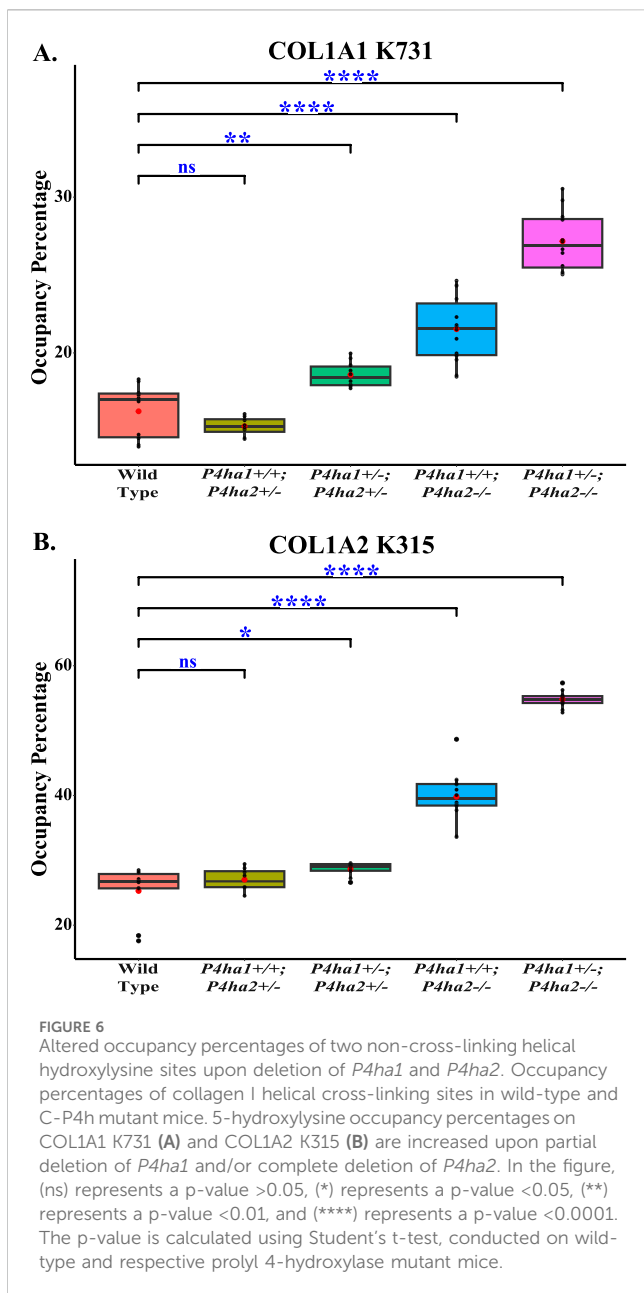 A.
COL1A1 K731
****
****
**
ns
Occupancy Percentage
30
20
Wild Type
P4ha1+/+; P4ha2+/-
P4ha1+/-; P4ha2+/-
P4ha1+/+; P4ha2-/-
P4ha1+/-; P4ha2-/-
B.
COL1A2 K315
****
****
*
ns
Occupancy Percentage
60
40
20
Wild Type
P4ha1+/+; P4ha2+/-
P4ha1+/-; P4ha2+/-
P4ha1+/+; P4ha2-/-
P4ha1+/-; P4ha2-/-
FIGURE 6
Altered occupancy percentages of two non-cross-linking helical
hydroxylysine sites upon deletion of P4ha1 and P4ha2. Occupancy
percentages of collagen I helical cross-linking sites in wild-type and
C-P4h mutant mice. 5-hydroxylysine occupancy percentages on
COL1A1 K731 (A) and COL1A2 K315 (B) are increased upon partial
deletion of P4ha1 and/or complete deletion of P4ha2. In the figure,
(ns) represents a p-value >0.05, (*) represents a p-value <0.05, (**)
represents a p-value <0.01, and (****) represents a p-value <0.0001.
The p-value is calculated using Student's t-test, conducted on wild-
type and respective prolyl 4-hydroxylase mutant mice.